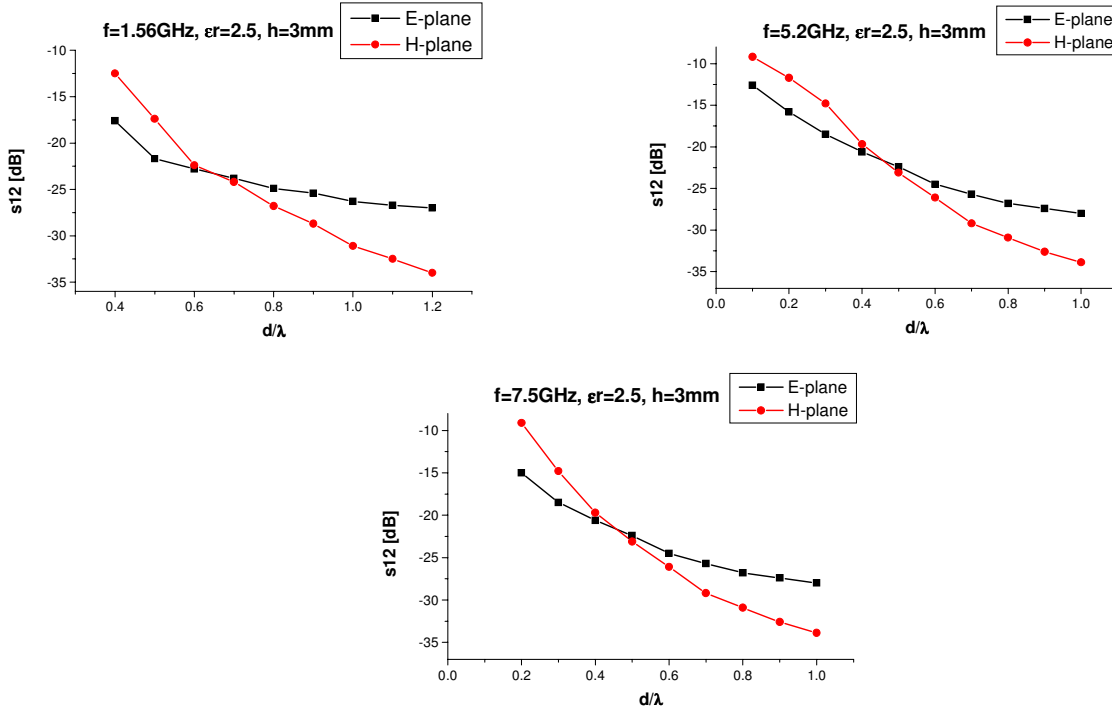 f=1.56GHz, εr=2.5, h=3mm
E-plane
H-plane
-10
-15
-20
-25
-30
-35
s12 [dB]
0.4 0.6 0.8 1.0 1.2
d/λ
f=5.2GHz, εr=2.5, h=3mm
E-plane
H-plane
-10
-15
-20
-25
-30
-35
s12 [dB]
0.0 0.2 0.4 0.6 0.8 1.0
d/λ
f=7.5GHz, εr=2.5, h=3mm
E-plane
H-plane
-10
-15
-20
-25
-30
-35
s12 [dB]
0.0 0.2 0.4 0.6 0.8 1.0
d/λ